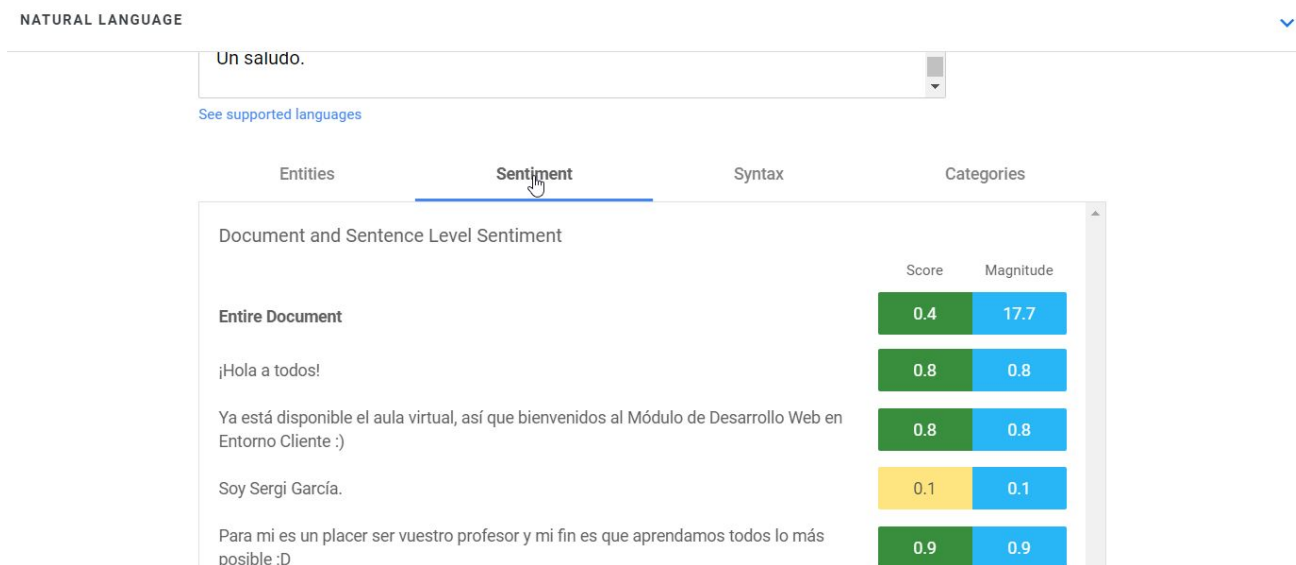 NATURAL LANGUAGE
Un saludo.
See supported languages
Entities Sentiment Syntax Categories
Document and Sentence Level Sentiment
Score Magnitude
Entire Document 0.4 17.7
¡Hola a todos! 0.8 0.8
Ya está disponible el aula virtual, así que bienvenidos al Módulo de Desarrollo Web en
Entorno Cliente :) 0.8 0.8
Soy Sergi García. 0.1 0.1
Para mi es un placer ser vuestro profesor y mi fin es que aprendamos todos lo más
posible :D 0.9 0.9